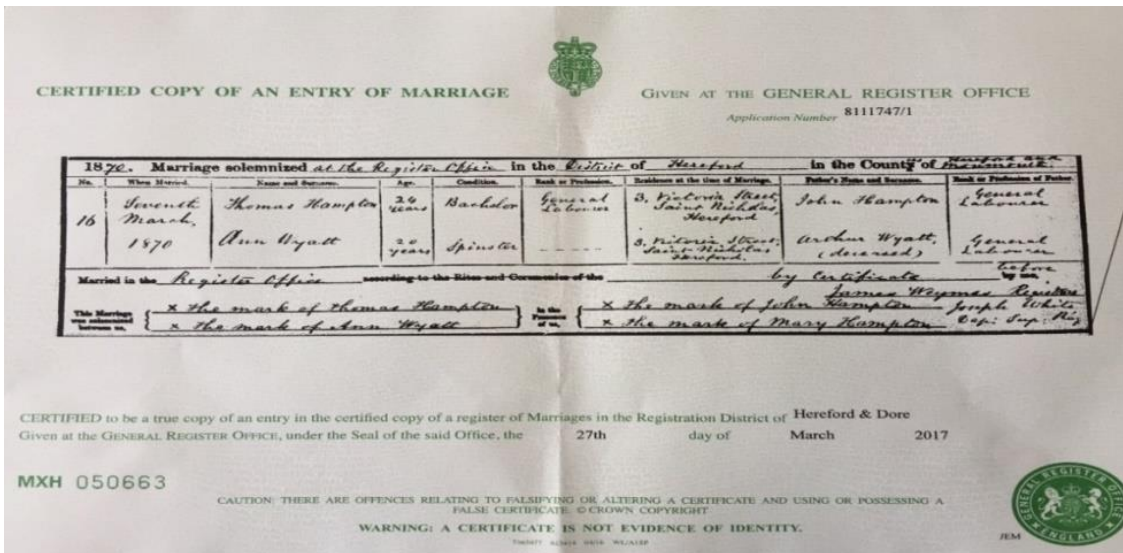 CERTIFIED COPY OF AN ENTRY OF MARRIAGE
GIVEN AT THE GENERAL REGISTER OFFICE
Application Number 8111747/1
1870. Marriage solemnized at the Register Office in the District of Hereford in the County of Hereford and Monmouth.
No. When Married. Name and Surname. Age. Condition. Rank or Profession. Residence at the time of Marriage. Father's Name and Surname. Rank or Profession of Father.
16 Seventh March, 1870 Thomas Hampton 24 years Bachelor General Labourer 3, Victoria Street, Saint Nicholas, Hereford John Hampton General Labourer
Ann Wyatt 20 years Spinster 3, Victoria Street, Saint Nicholas Hereford. Arthur Wyatt, (deceased) General Labourer
Married in the Register Office according to the Rites and Ceremonies of the by Certificate before by me,
This Marriage was solemnized between us, x the mark of Thomas Hampton
x the mark of Ann Wyatt
in the Presence of us, x the mark of John Hampton
x the mark of Mary Hampton
James Registrar
Joseph White
Sup. Reg
CERTIFIED to be a true copy of an entry in the certified copy of a register of Marriages in the Registration District of Hereford & Dore
Given at the GENERAL REGISTER OFFICE, under the Seal of the said Office, the 27th day of March 2017
MXH 050663
CAUTION: THERE ARE OFFENCES RELATING TO FALSIFYING OR ALTERING A CERTIFICATE AND USING OR POSSESSING A
FALSE CERTIFICATE. © CROWN COPYRIGHT
WARNING: A CERTIFICATE IS NOT EVIDENCE OF IDENTITY.
JEM
GENERAL REGISTER OFFICE
ENGLAND